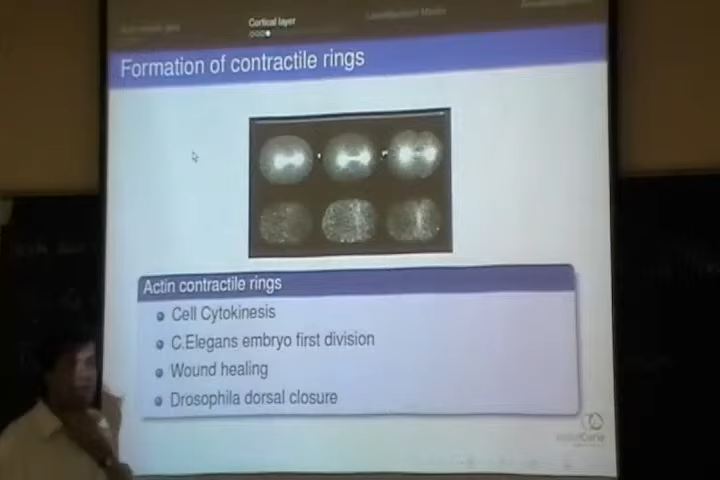 Cortical layer
Formation of contractile rings
Actin contractile rings
Cell Cytokinesis
C.Elegans embryo first division
Wound healing
Drosophila dorsal closure